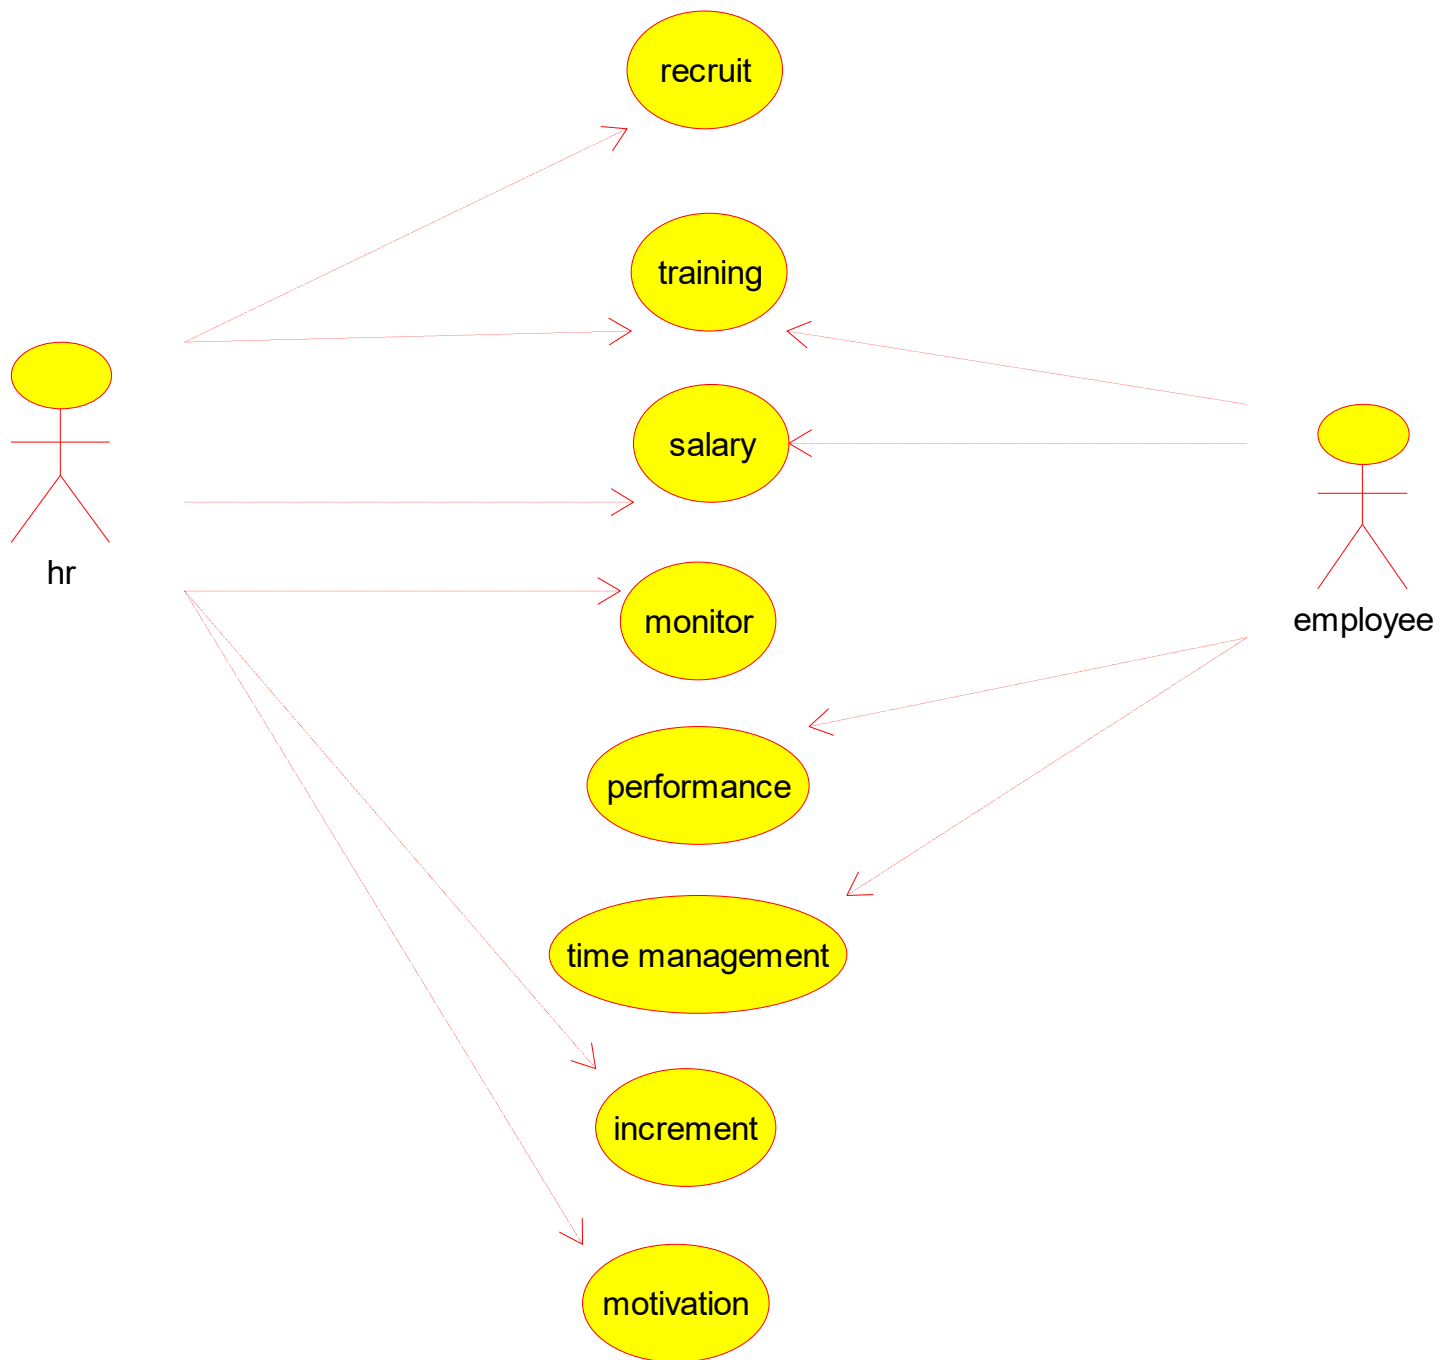 recruit
training
salary
hr
monitor
employee
performance
time management
increment
motivation